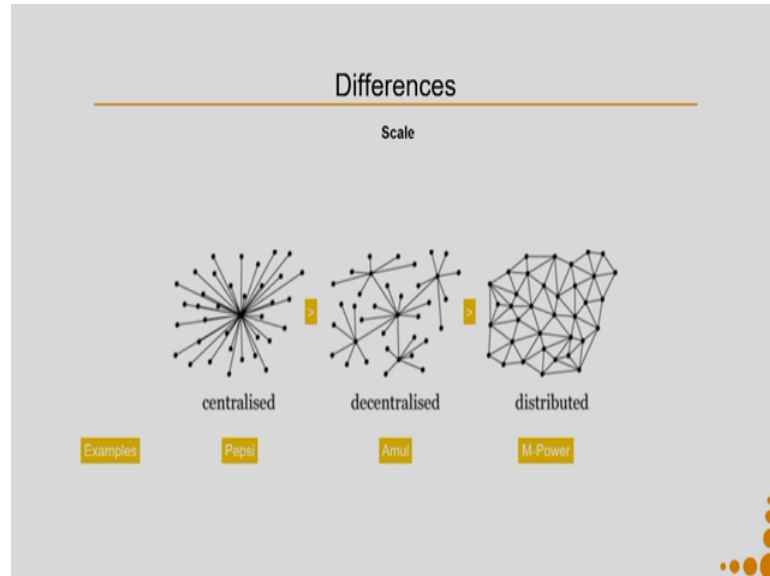 Differences
Scale
> >
centralised decentralised distributed
Examples Pepsi Amul M-Power